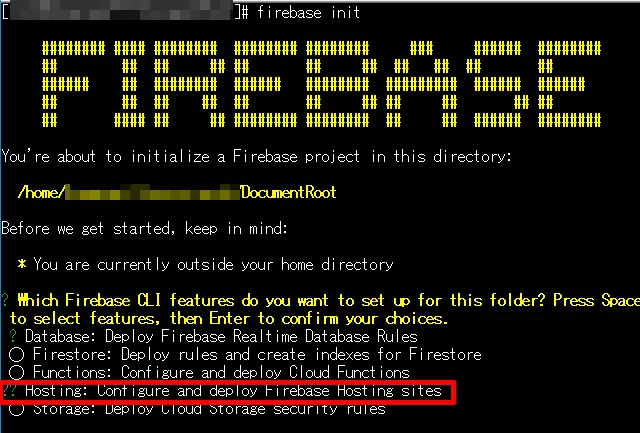 [ ]# firebase init
FIREBASE
You're about to initialize a Firebase project in this directory:
/home/ DocumentRoot
Before we get started, keep in mind:
* You are currently outside your home directory
? Which Firebase CLI features do you want to set up for this folder? Press Space
to select features, then Enter to confirm your choices.
? Database: Deploy Firebase Realtime Database Rules
◯ Firestore: Deploy rules and create indexes for Firestore
◯ Functions: Configure and deploy Cloud Functions
?? Hosting: Configure and deploy Firebase Hosting sites
◯ Storage: Deploy Cloud Storage security rules